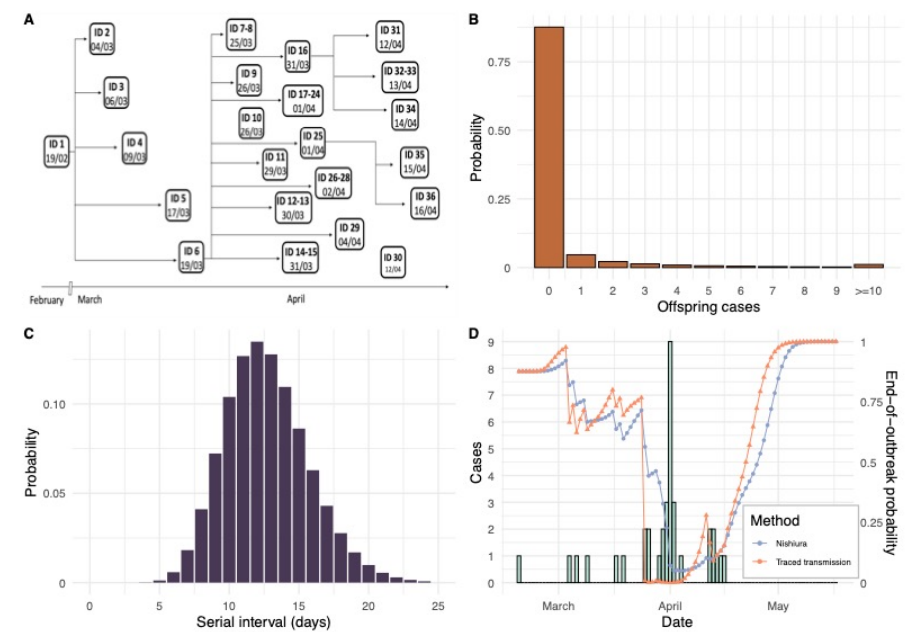 A
ID 1
19/02
ID 2
04/03
ID 3
06/03
ID 4
09/03
ID 5
17/03
ID 6
19/03
ID 7-8
25/03
ID 9
26/03
ID 10
26/03
ID 11
29/03
ID 12-13
30/03
ID 14-15
31/03
ID 16
31/03
ID 17-24
01/04
ID 25
01/04
ID 26-28
02/04
ID 29
04/04
ID 30
12/04
ID 31
12/04
ID 32-33
13/04
ID 34
14/04
ID 35
15/04
ID 36
16/04
February
March
April
B
Probability
0.75
0.50
0.25
0
0 1 2 3 4 5 6 7 8 9 >=10
Offspring cases
C
Probability
0.10
0.05
0
0 5 10 15 20 25
Serial interval (days)
D
Cases
9
8
7
6
5
4
3
2
1
0
1
0.75
0.5
0.25
0
End-of-outbreak probability
Method
Nishiura
Traced transmission
March April May
Date